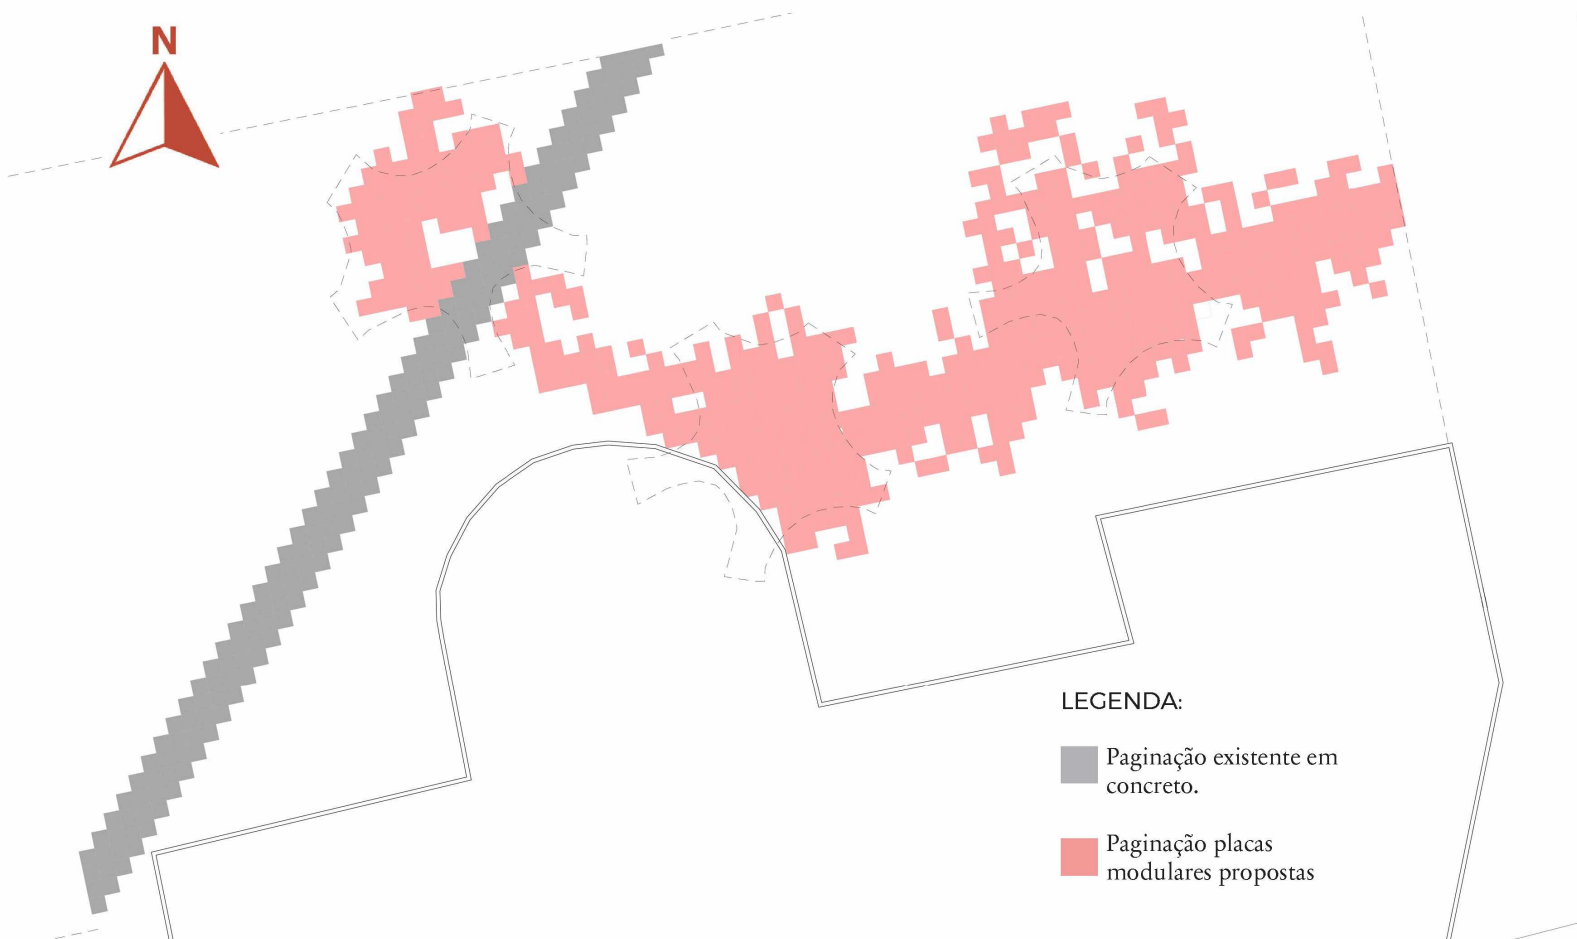 N
LEGENDA:
Paginação existente em
concreto.
Paginação placas
modulares propostas